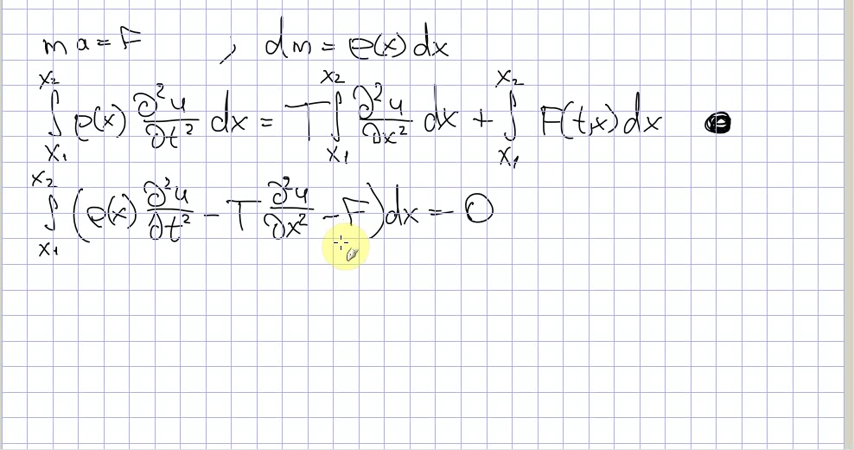 ma = F , dm = ρ(x) dx
∫_{x₁}^{x₂} ρ(x) ∂²u/∂t² dx = T ∫_{x₁}^{x₂} ∂²u/∂x² dx + ∫_{x₁}^{x₂} F(t,x) dx
∫_{x₁}^{x₂} (ρ(x) ∂²u/∂t² − T ∂²u/∂x² − F) dx = 0